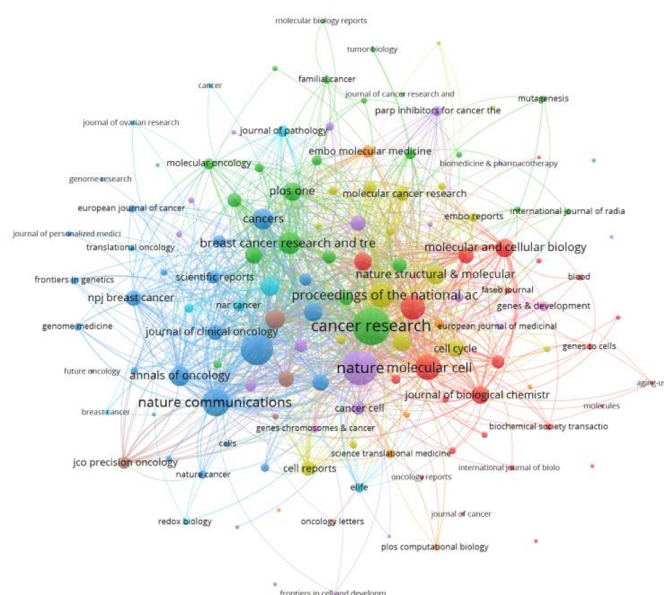 molecular biology reports
tumor biology
familial cancer
cancer
journal of cancer research and
mutagenesis
parp inhibitors for cancer the
journal of ovarian research
journal of pathology
embo molecular medicine
biomedicine & pharmacotherapy
molecular oncology
genome research
plos one
molecular cancer research
european journal of cancer
cancers
embo reports
international journal of radia
journal of personalized medici
translational oncology
breast cancer research and tre
molecular and cellular biology
scientific reports
nature structural & molecular
blood
frontiers in genetics
nar cancer
faseb journal
npj breast cancer
proceedings of the national ac
genes & development
genome medicine
journal of clinical oncology
cancer research
european journal of medicinal
cell cycle
genes to cells
future oncology
annals of oncology
nature
molecular cell
aging-us
journal of biological chemistr
nature communications
cancer cell
molecules
breast cancer
genes chromosomes & cancer
biochemical society transactio
cells
science translational medicine
jco precision oncology
cell reports
international journal of biolo
nature cancer
oncology reports
elife
redox biology
oncology letters
journal of cancer
plos computational biology
frontiers in cell and developm